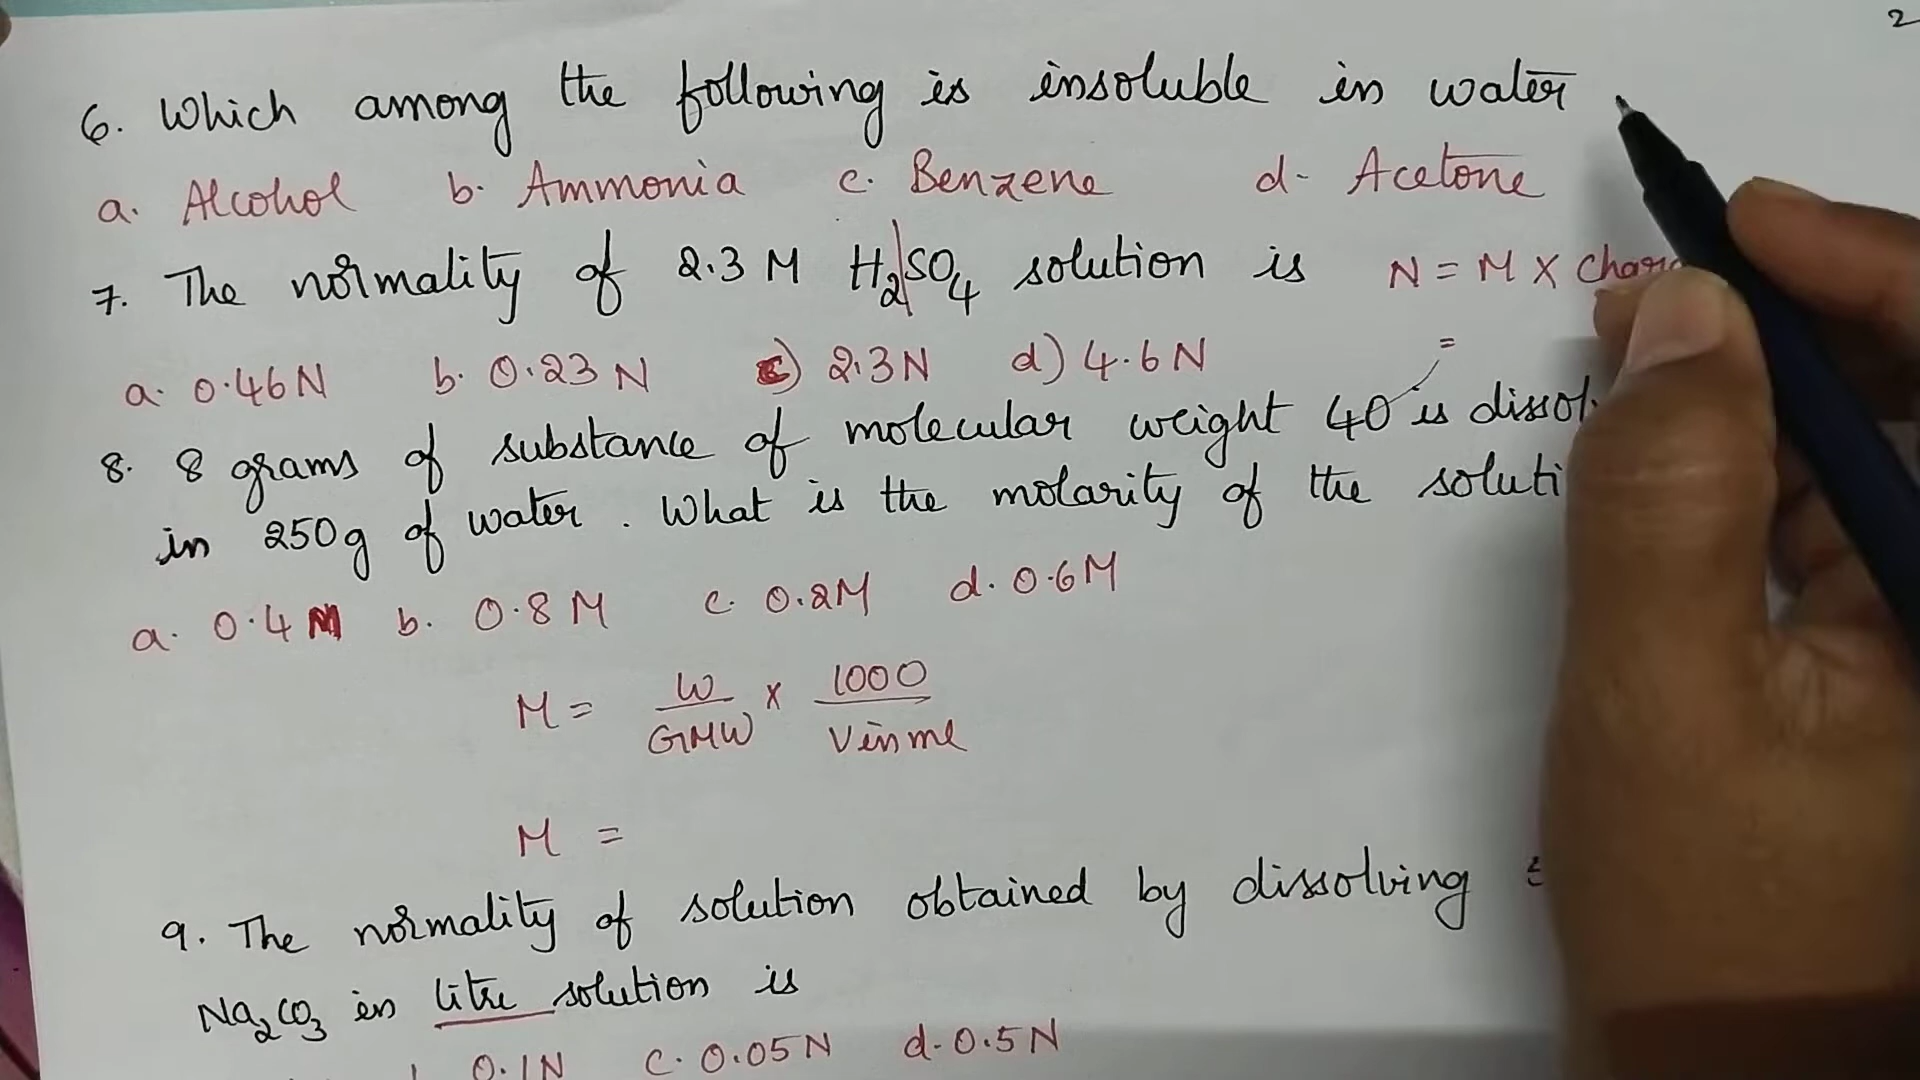 2
6. Which among the following is insoluble in water
a. Alcohol b. Ammonia c. Benzene d- Acetone
7. The normality of 2.3 M H2SO4 solution is N = M X
a. 0.46N b. 0.23 N c) 2.3N d) 4.6N =
8. 8 grams of substance of molecular weight 40 is
in 250g of water. What is the molarity of the
a. 0.4 M b. 0.8 M c. 0.2M d. 0.6M
M = W/GMW x 1000/V in ml
M =
9. The normality of solution obtained by dissolving
Na2CO3 in litre solution is
0.1N c. 0.05N d. 0.5N